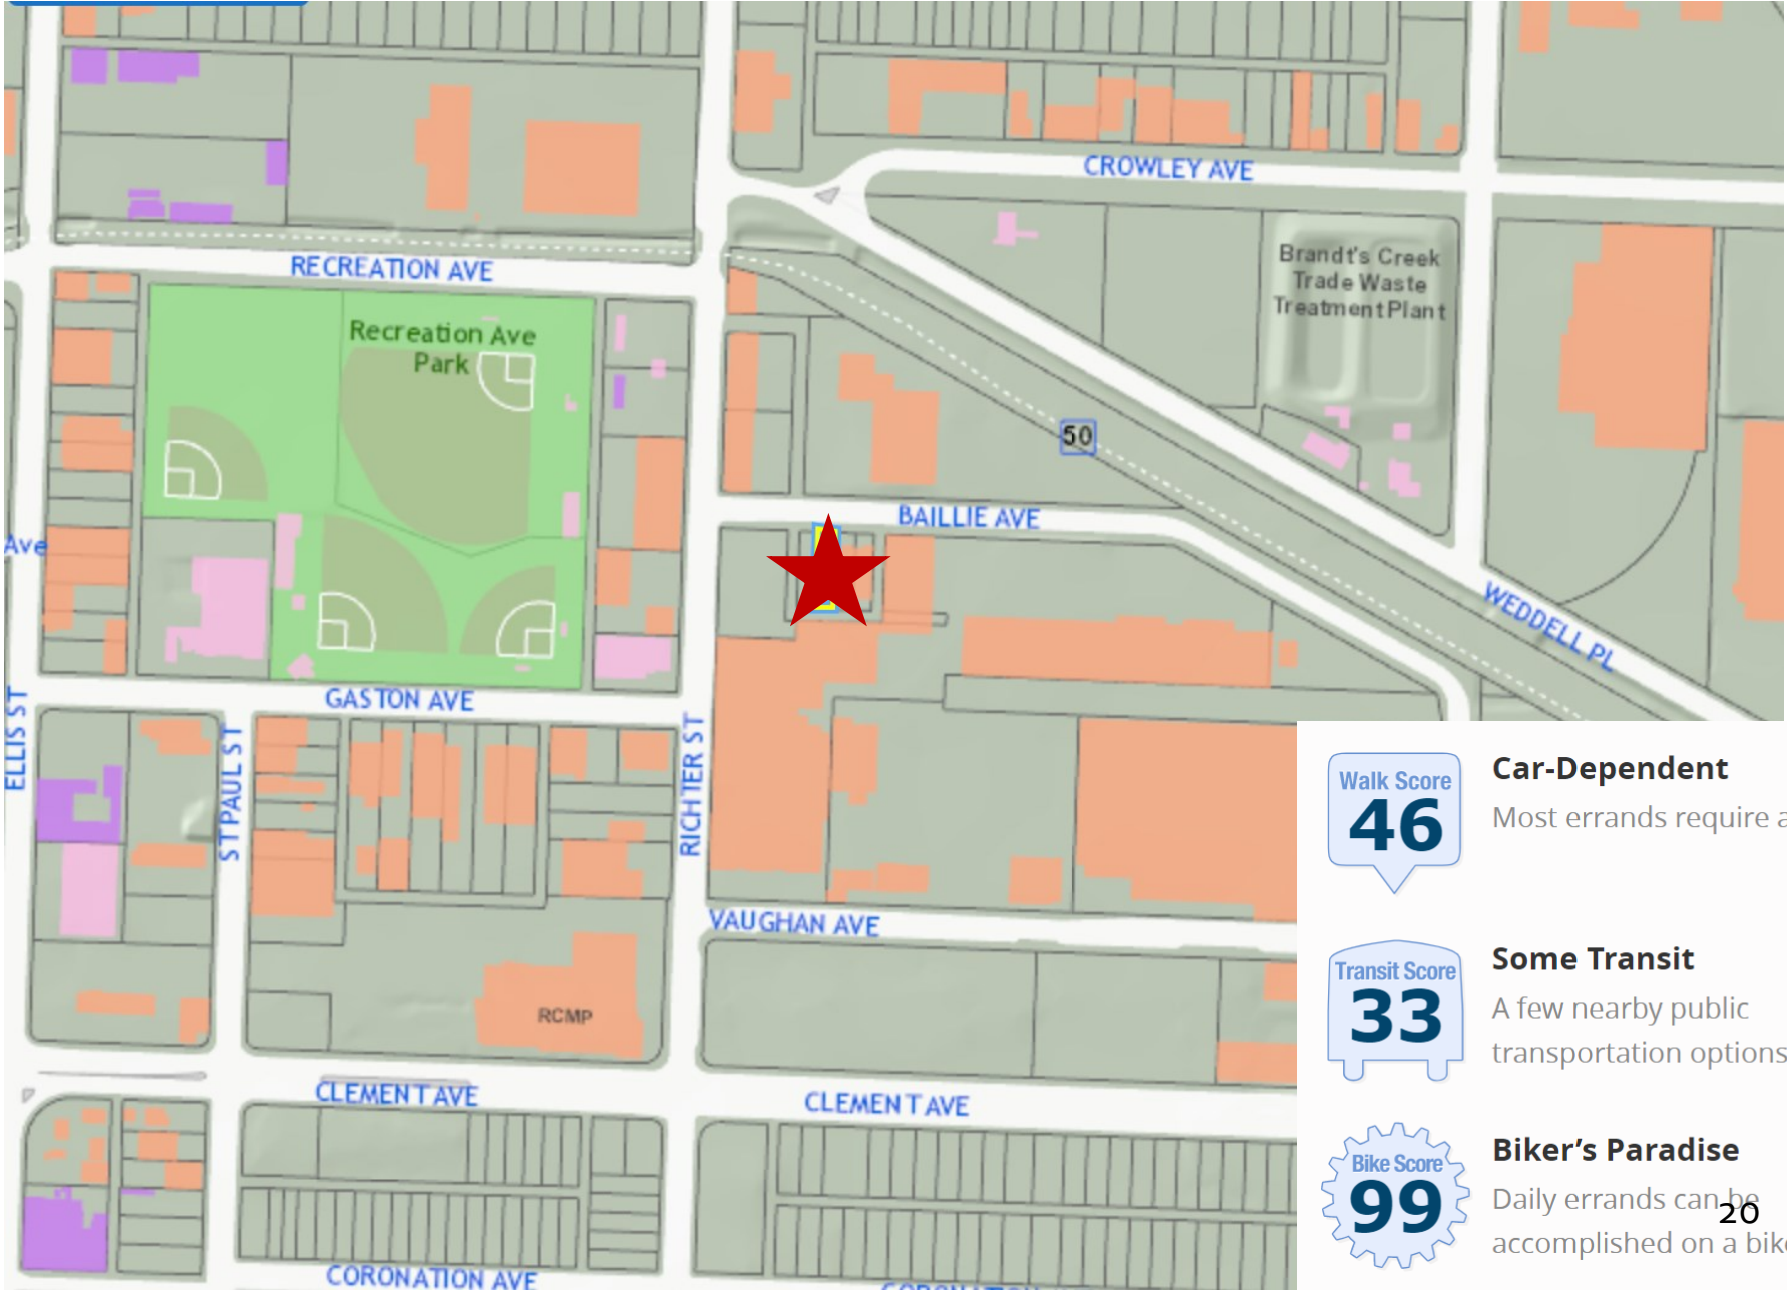 CROWLEY AVE
RECREATION AVE
Brandt's Creek
Trade Waste
Treatment Plant
Recreation Ave
Park
50
BAILLIE AVE
Ave
WEDDELL PL
GASTON AVE
ELLIS ST
ST PAUL ST
RICHTER ST
VAUGHAN AVE
RCMP
CLEMENT AVE
CLEMENT AVE
CORONATION AVE
Walk Score
46
Car-Dependent
Most errands require a
Transit Score
33
Some Transit
A few nearby public
transportation options
Bike Score
99
Biker's Paradise
Daily errands can be
accomplished on a bik
20